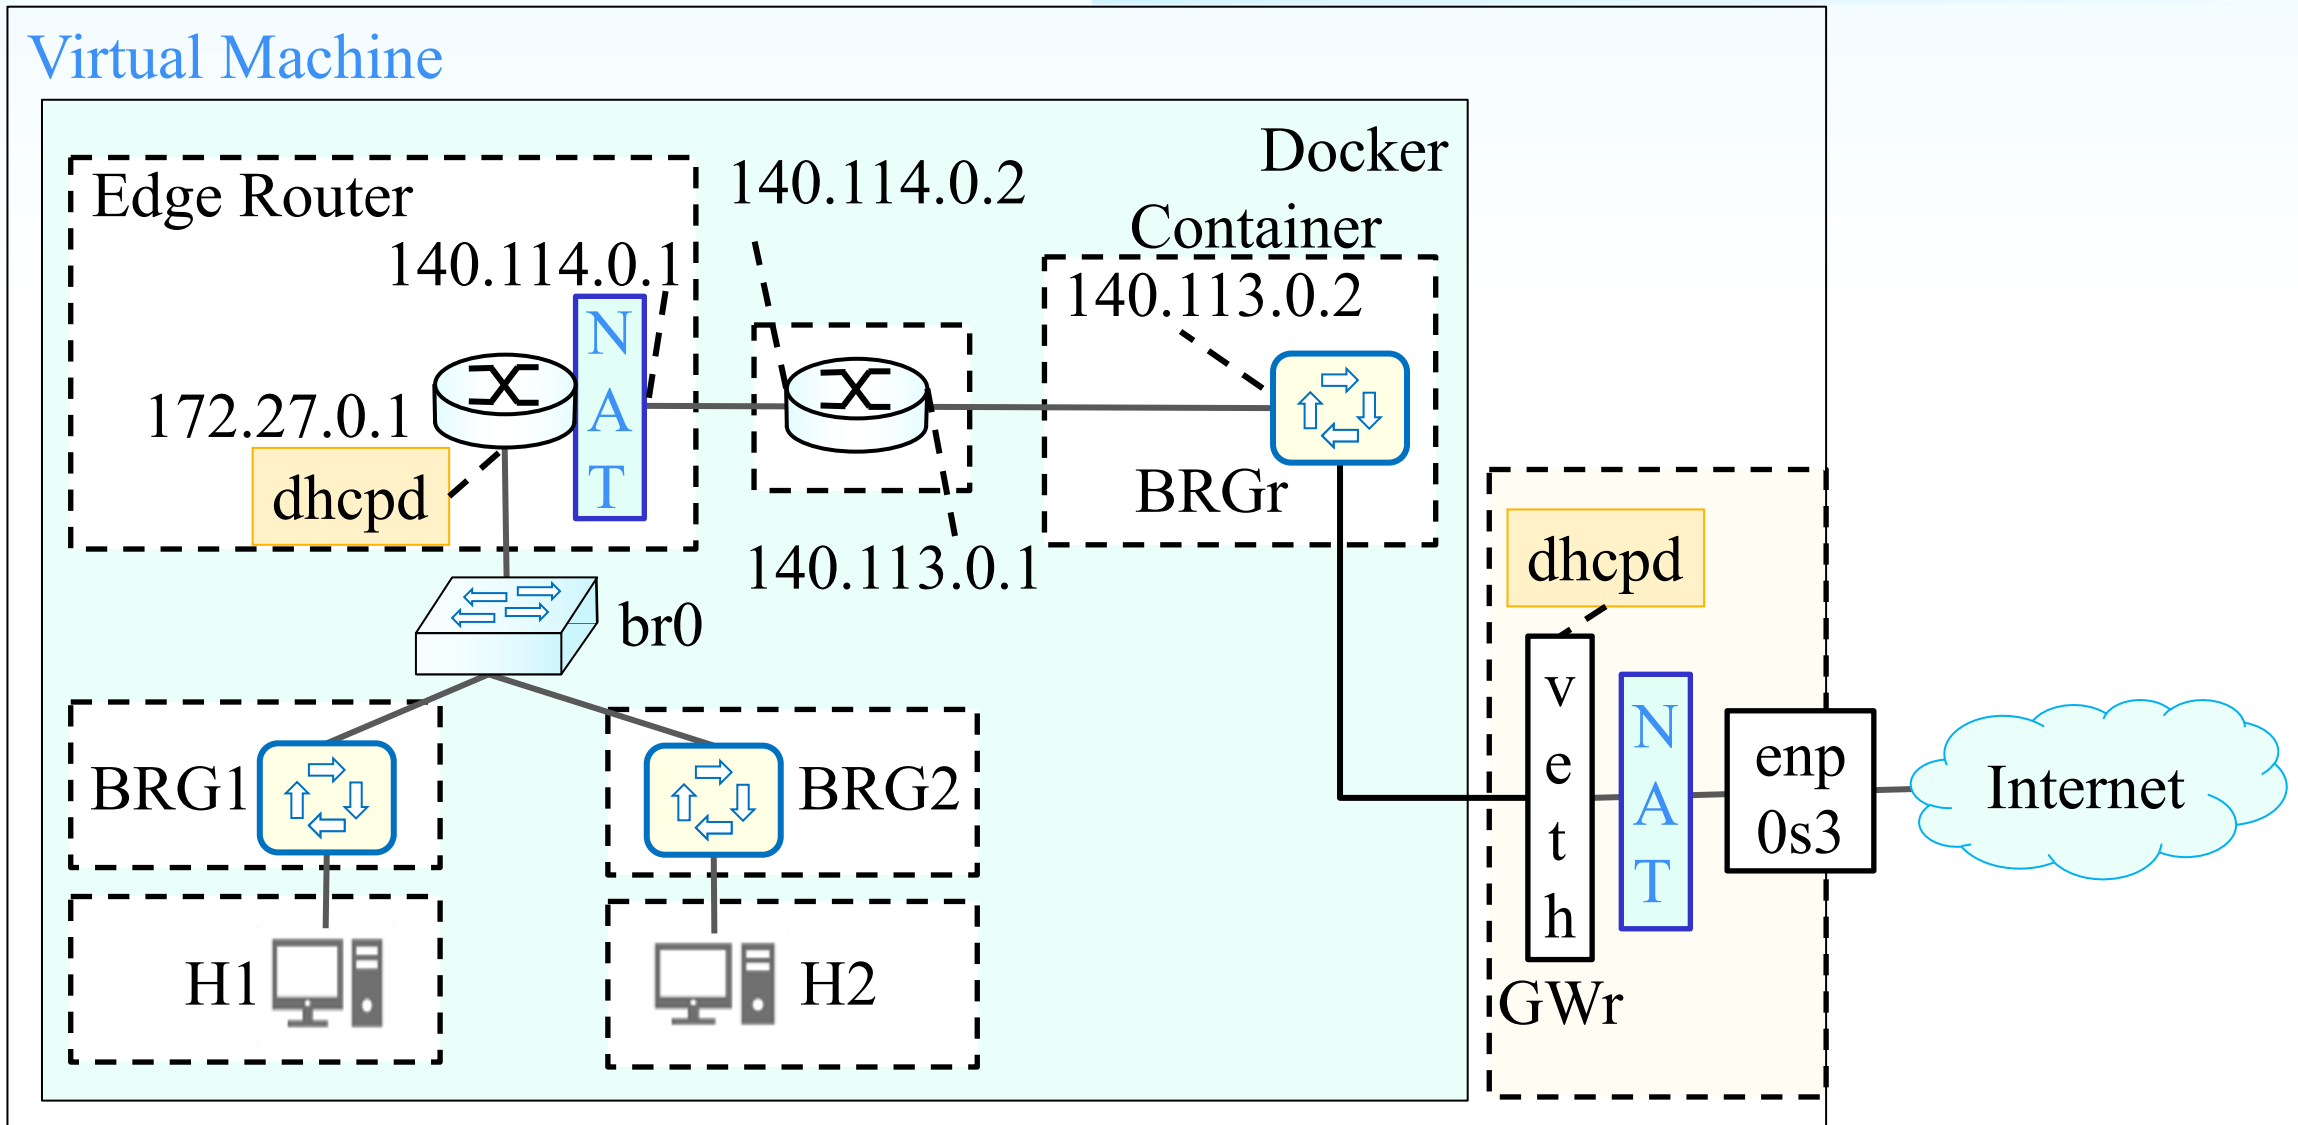 Virtual Machine
Docker
Container
Edge Router
140.114.0.2
140.114.0.1
140.113.0.2
N
A
T
172.27.0.1
dhcpd
BRGr
140.113.0.1
br0
dhcpd
v
e
t
h
N
A
T
enp
0s3
Internet
GWr
BRG1
BRG2
H1
H2